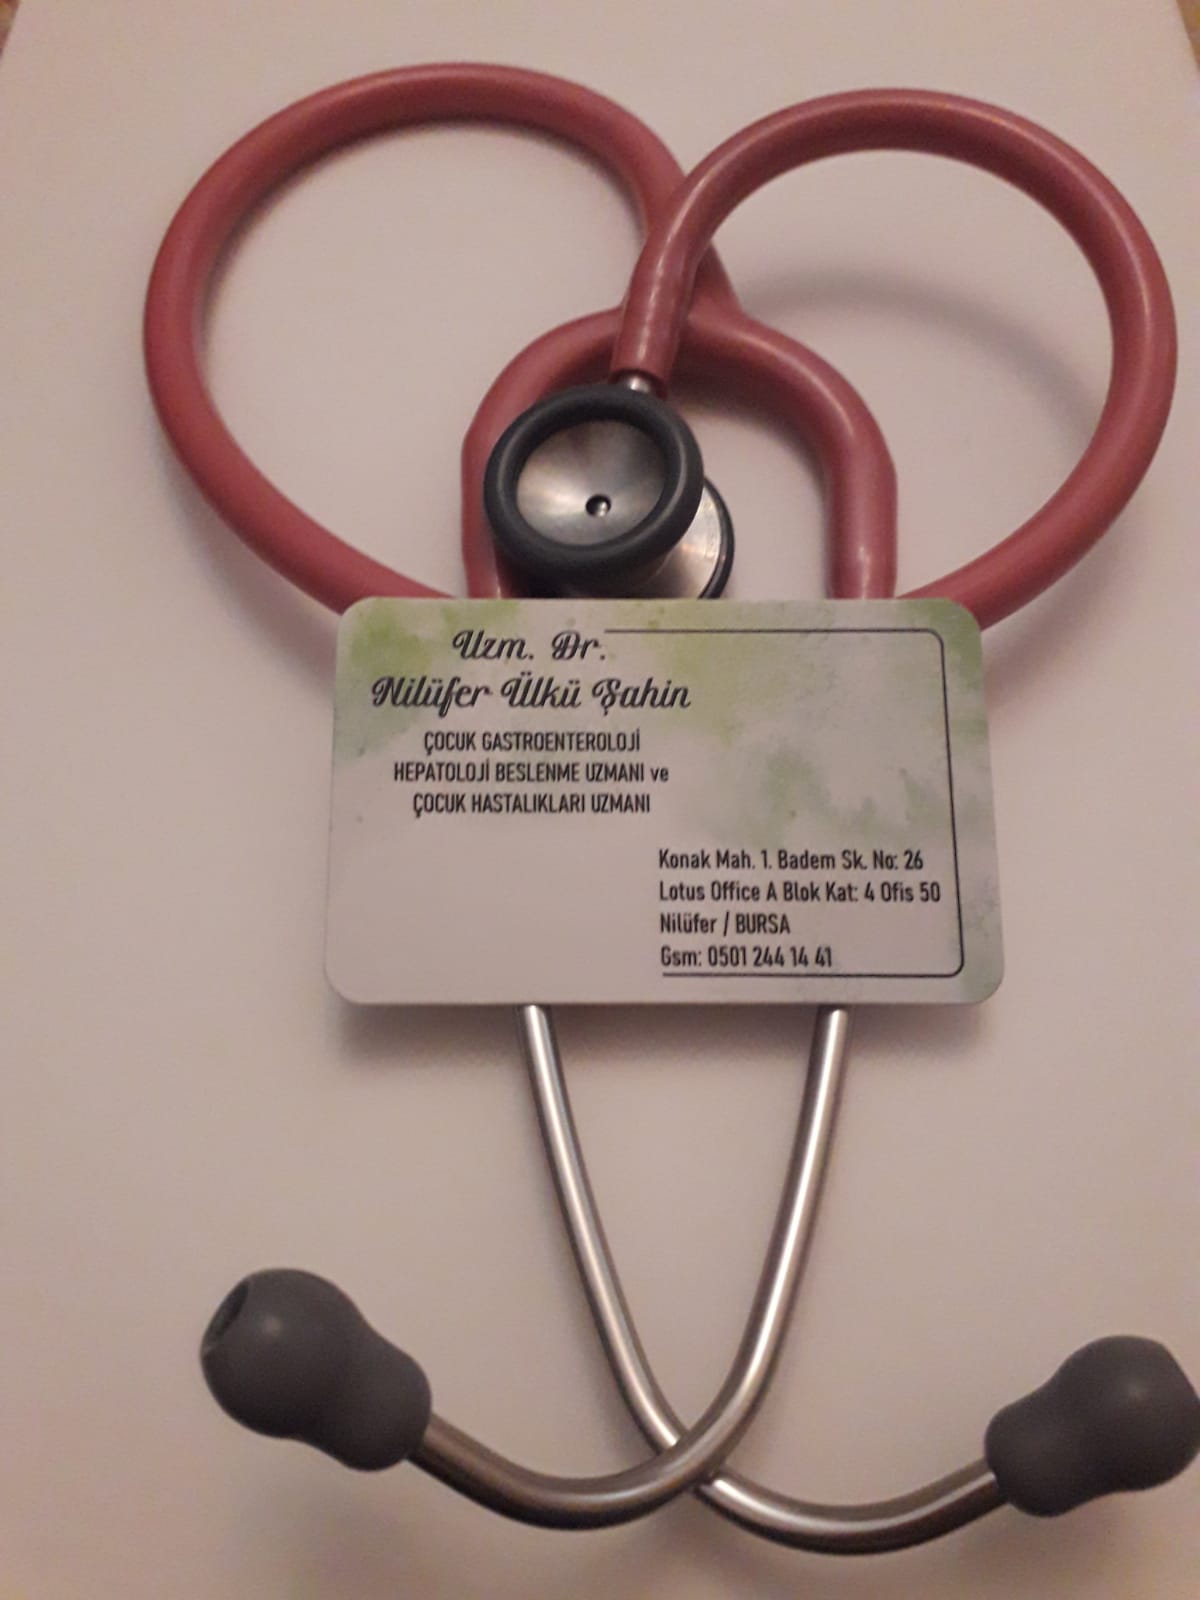 Uzm. Dr.
Nilüfer Ülkü Şahin
ÇOCUK GASTROENTEROLOJİ
HEPATOLOJİ BESLENME UZMANI ve
ÇOCUK HASTALIKLARI UZMANI
Konak Mah. 1. Badem Sk. No: 26
Lotus Office A Blok Kat: 4 Ofis 50
Nilüfer / BURSA
Gsm: 0501 244 14 41